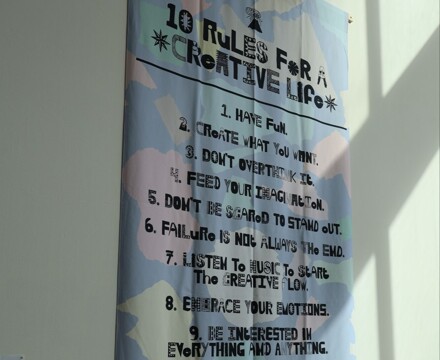 10 RULES FOR A
CREATIVE LIFE
1. HAVE FUN.
2. CREATE WHAT YOU WANT.
3. DON'T OVERTHINK IT.
4. FEED YOUR IMAGINATION.
5. DON'T BE SCARED TO STAND OUT.
6. FAILURE IS NOT ALWAYS THE END.
7. LISTEN TO MUSIC TO START
THE CREATIVE FLOW.
8. EMBRACE YOUR EMOTIONS.
9. BE INTERESTED IN
EVERYTHING AND ANYTHING.